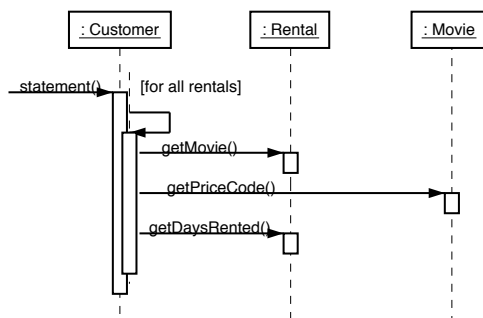 : Customer
: Rental
: Movie
statement()
[for all rentals]
getMovie()
getPriceCode()
getDaysRented()